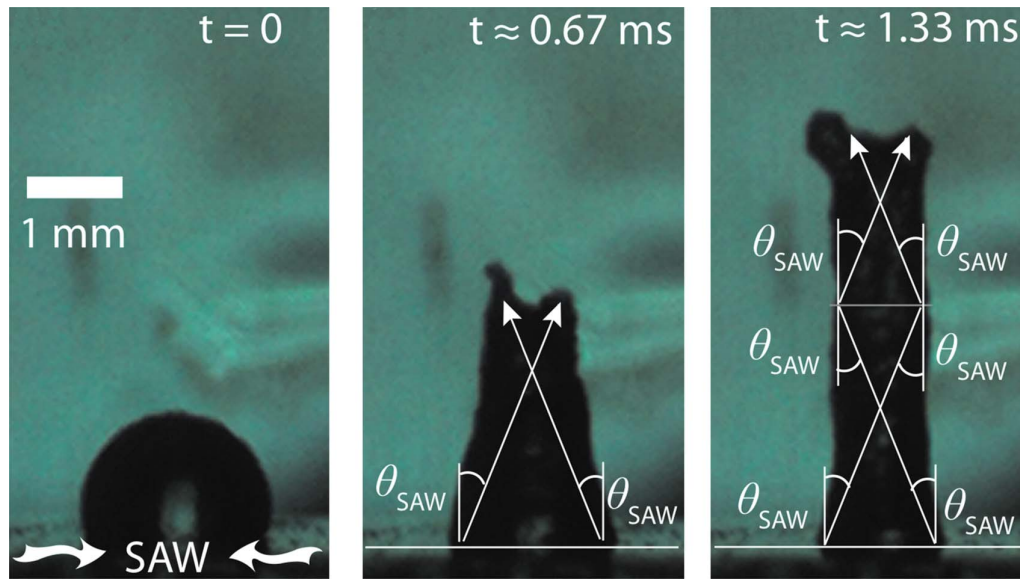 t = 0
1 mm
SAW
t ≈ 0.67 ms
θSAW
θSAW
t ≈ 1.33 ms
θSAW
θSAW
θSAW
θSAW
θSAW
θSAW